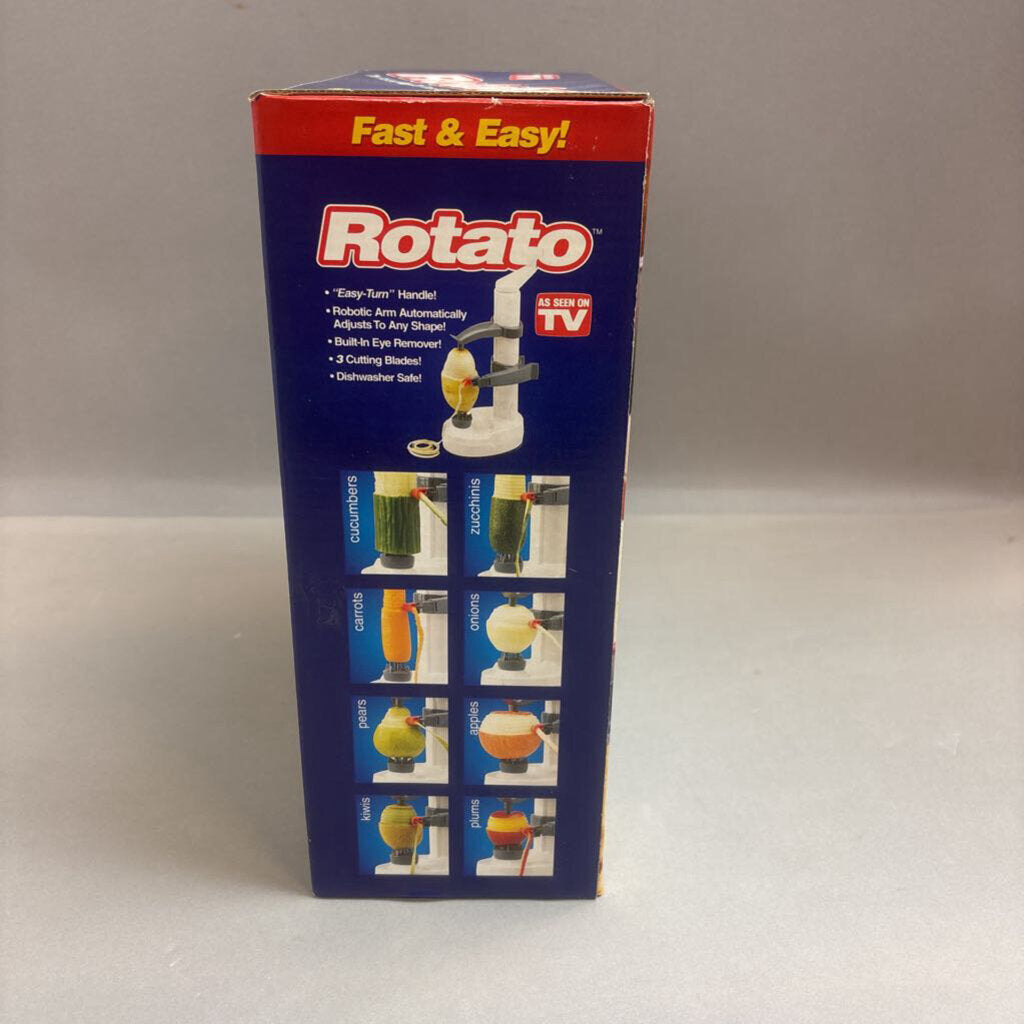 Fast & Easy!
Rotato™
• "Easy-Turn" Handle!
• Robotic Arm Automatically
Adjusts To Any Shape!
• Built-In Eye Remover!
• 3 Cutting Blades!
• Dishwasher Safe!
AS SEEN ON
TV
cucumbers
zucchinis
carrots
onions
pears
apples
kiwis
plums